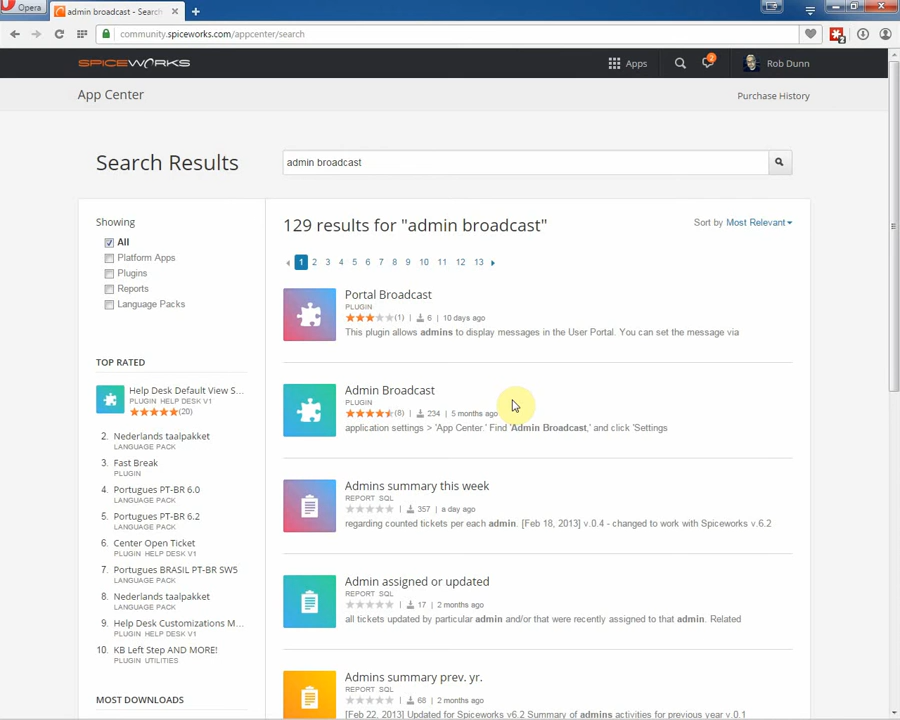 Opera
admin broadcast - Search
community.spiceworks.com/appcenter/search
2
SPICEWORKS
Apps
2
Rob Dunn
App Center
Purchase History
Search Results
admin broadcast
Showing
All
Platform Apps
Plugins
Reports
Language Packs
TOP RATED
Help Desk Default View S...
PLUGIN HELP DESK V1
(20)
2. Nederlands taalpakket
LANGUAGE PACK
3. Fast Break
PLUGIN
4. Portugues PT-BR 6.0
LANGUAGE PACK
5. Portugues PT-BR 6.2
LANGUAGE PACK
6. Center Open Ticket
PLUGIN HELP DESK V1
7. Portugues BRASIL PT-BR SW5
LANGUAGE PACK
8. Nederlands taalpakket
LANGUAGE PACK
9. Help Desk Customizations M...
PLUGIN HELP DESK V1
10. KB Left Step AND MORE!
PLUGIN UTILITIES
MOST DOWNLOADS
129 results for "admin broadcast"
Sort by Most Relevant
1 2 3 4 5 6 7 8 9 10 11 12 13
Portal Broadcast
PLUGIN
(1) | 6 | 10 days ago
This plugin allows admins to display messages in the User Portal. You can set the message via
Admin Broadcast
PLUGIN
(8) | 234 | 5 months ago
application settings > 'App Center.' Find 'Admin Broadcast,' and click 'Settings
Admins summary this week
REPORT SQL
| 357 | a day ago
regarding counted tickets per each admin. [Feb 18, 2013] v.0.4 - changed to work with Spiceworks v.6.2
Admin assigned or updated
REPORT SQL
| 17 | 2 months ago
all tickets updated by particular admin and/or that were recently assigned to that admin. Related
Admins summary prev. yr.
REPORT SQL
| 68 | 2 months ago
[Feb 22, 2013] Updated for Spiceworks v6.2 Summary of admins activities for previous year v.0.1